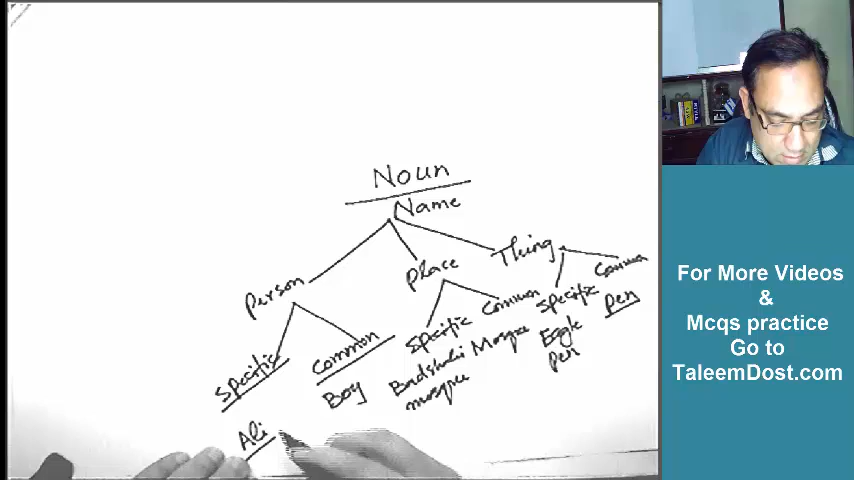 Noun
Name
Person Place Thing
Specific Common Specific Common Specific Common
Ali Boy Badshahi Mosque Eagle Pen
mosque Pen
For More Videos
&
Mcqs practice
Go to
TaleemDost.com